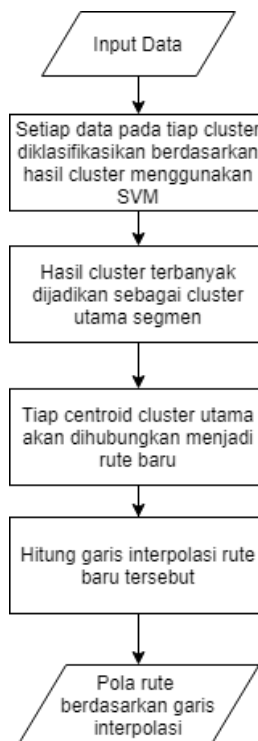 Input Data
Setiap data pada tiap cluster
diklasifikasikan berdasarkan
hasil cluster menggunakan
SVM
Hasil cluster terbanyak
dijadikan sebagai cluster
utama segmen
Tiap centroid cluster utama
akan dihubungkan menjadi
rute baru
Hitung garis interpolasi rute
baru tersebut
Pola rute
berdasarkan garis
interpolasi